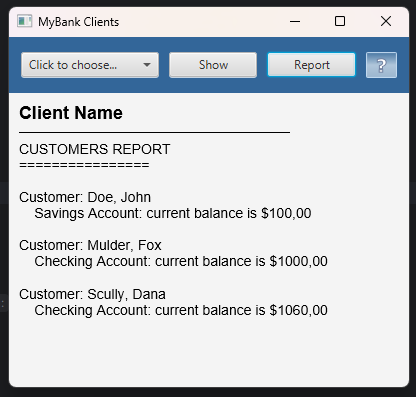 MyBank Clients
Click to choose...
Show
Report
?
Client Name
CUSTOMERS REPORT
================
Customer: Doe, John
Savings Account: current balance is $100,00
Customer: Mulder, Fox
Checking Account: current balance is $1000,00
Customer: Scully, Dana
Checking Account: current balance is $1060,00